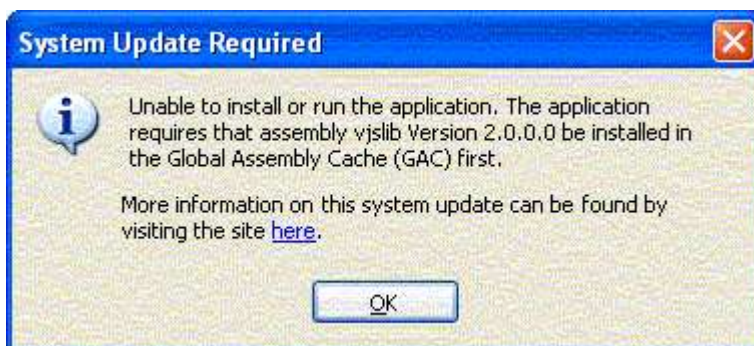 System Update Required
Unable to install or run the application. The application
requires that assembly vjslib Version 2.0.0.0 be installed in
the Global Assembly Cache (GAC) first.
More information on this system update can be found by
visiting the site here.
OK